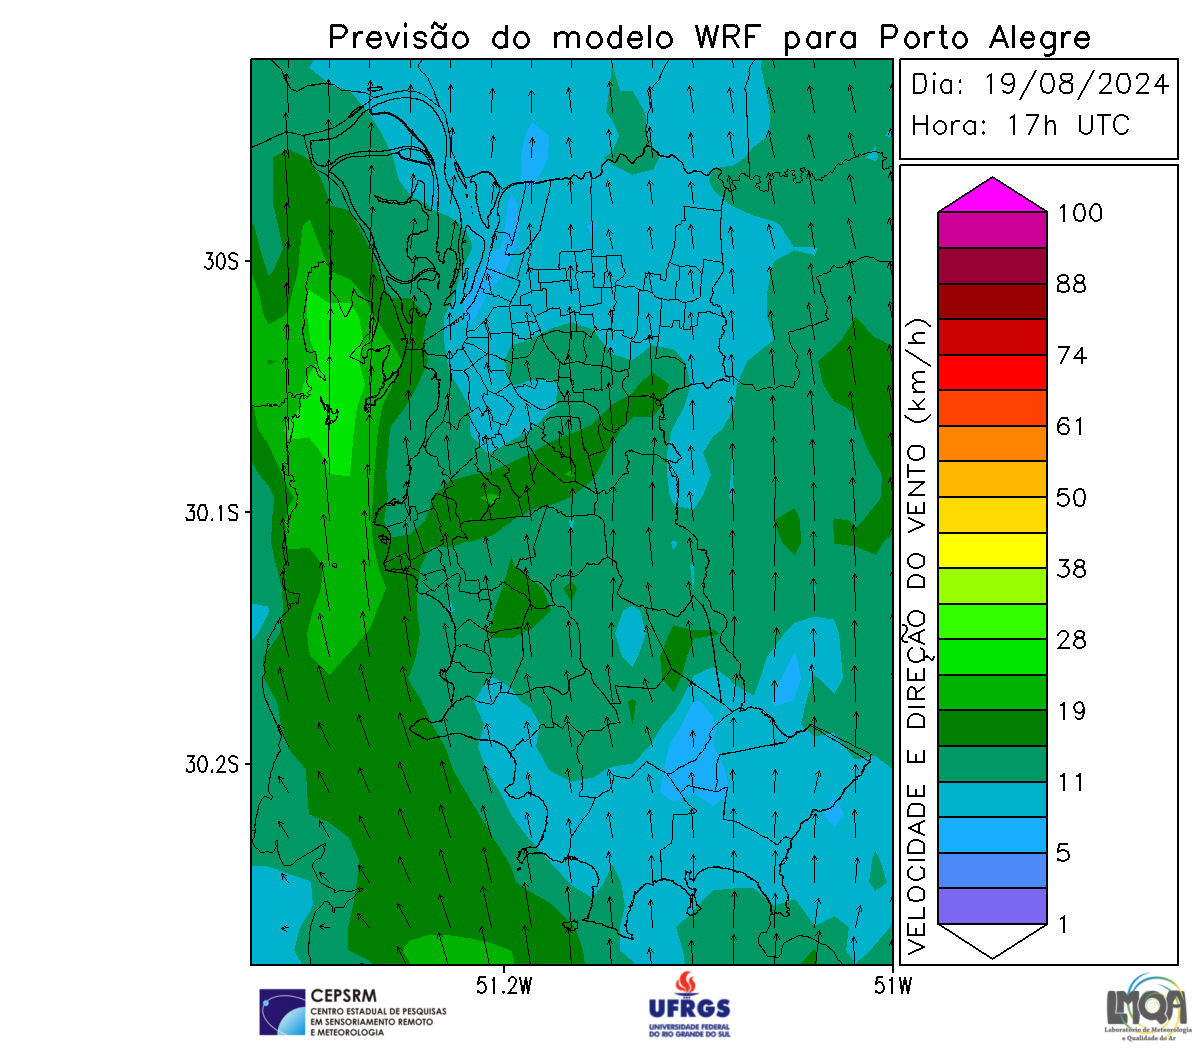 Previsão do modelo WRF para Porto Alegre
Dia: 19/08/2024
Hora: 17h UTC
30S
30.1S
30.2S
51.2W
51W
VELOCIDADE E DIREÇÃO DO VENTO (km/h)
100
88
74
61
50
38
28
19
11
5
1
CEPSRM
CENTRO ESTADUAL DE PESQUISAS
EM SENSORIAMENTO REMOTO
E METEOROLOGIA
UFRGS
UNIVERSIDADE FEDERAL
DO RIO GRANDE DO SUL
LMQA
Laboratório de Meteorologia
e Qualidade do Ar